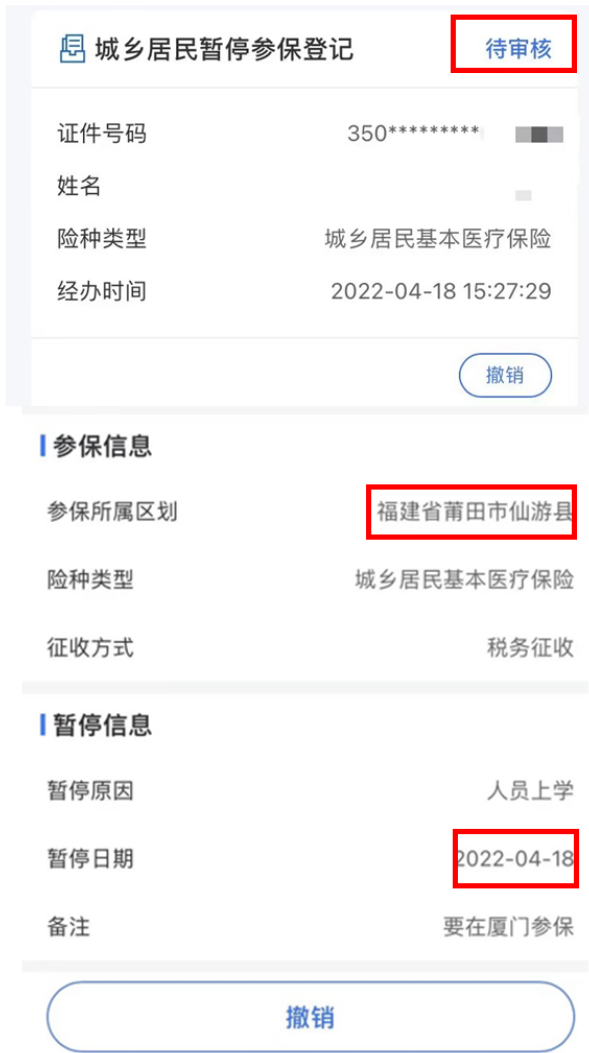 城乡居民暂停参保登记 待审核
证件号码 350*********
姓名
险种类型 城乡居民基本医疗保险
经办时间 2022-04-18 15:27:29
撤销
参保信息
参保所属区划 福建省莆田市仙游县
险种类型 城乡居民基本医疗保险
征收方式 税务征收
暂停信息
暂停原因 人员上学
暂停日期 2022-04-18
备注 要在厦门参保
撤销